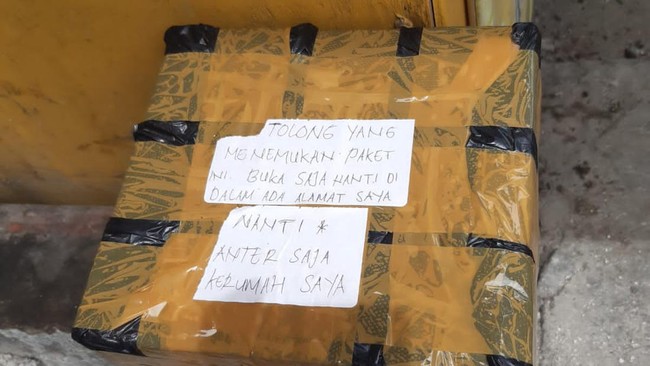 TOLONG YANG
MENEMUKAN PAKET
INI BUKA SAJA NANTI DI
DALAM ADA ALAMAT SAYA
NANTI *
ANTER SAJA
KERUMAH SAYA